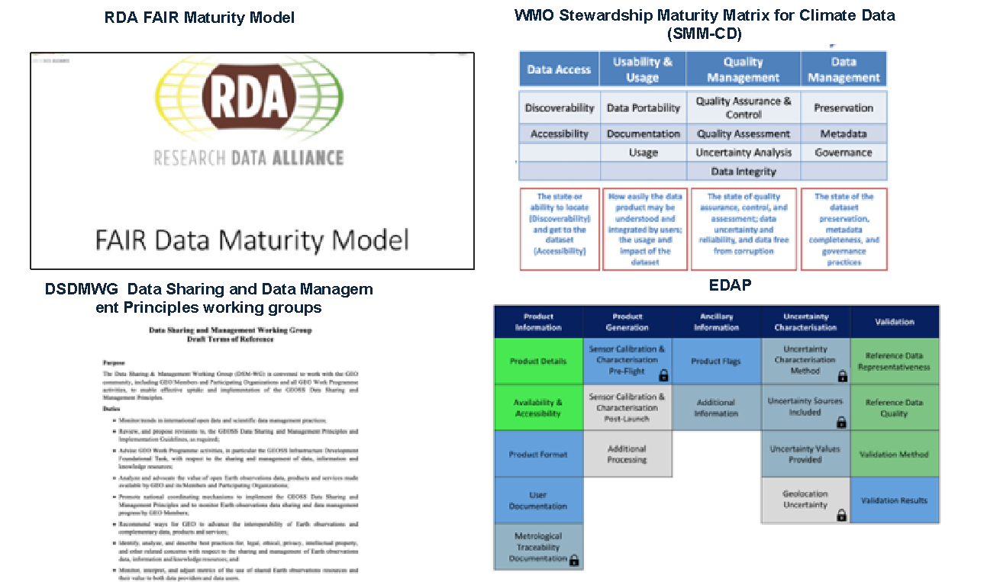 RDA FAIR Maturity Model
RDA
RESEARCH DATA ALLIANCE
FAIR Data Maturity Model
WMO Stewardship Maturity Matrix for Climate Data
(SMM-CD)
Data Access
Usability &
Usage
Quality
Management
Data
Management
Discoverability
Data Portability
Quality Assurance &
Control
Preservation
Accessibility
Documentation
Quality Assessment
Metadata
Usage
Uncertainty Analysis
Governance
Data Integrity
The state or
ability to locate
(Discoverability)
and get to the
dataset
(Accessibility)
How easily the data
product may be
understood and
integrated by users;
the usage and
impact of the
dataset
The state of quality
assurance, control, and
assessment; data
uncertainty and
reliability, and data free
from corruption
The state of the
dataset
preservation,
metadata
completeness, and
governance
practices
DSDMWG  Data Sharing and Data Managem
ent Principles working groups
Data Sharing and Management Working Group
Draft Terms of Reference
Purpose
The Data Sharing & Management Working Group (DSM-WG) is convened to work with the GEO
community, including GEO Members and Participating Organizations and all GEO Work Programme
activities, to enable effective uptake and implementation of the GEOSS Data Sharing and
Management Principles.
Duties
• Monitor trends in international open data and scientific data management practices;
• Review, and propose revisions to, the GEOSS Data Sharing and Management Principles and
Implementation Guidelines, as required;
• Advise GEO Work Programme activities, in particular the GEOSS Infrastructure Development
Foundational Task, with respect to the sharing and management of data, information and
knowledge resources;
• Analyze and advocate the value of open Earth observations data, products and services made
available by GEO and its Members and Participating Organizations;
• Promote national coordinating mechanisms to implement the GEOSS Data Sharing and
Management Principles and to monitor Earth observations data sharing and data management
progress by GEO Members;
• Recommend ways for GEO to advance the interoperability of Earth observations and
complementary data, products and services;
• Identify, analyze, and describe best practices for, legal, ethical, privacy, intellectual property,
and other related concerns with respect to the sharing and management of Earth observations
data, information and knowledge resources; and
• Monitor, interpret, and adjust metrics of the use of shared Earth observations resources and
their value to both data providers and data users.
EDAP
Product
Information
Product
Generation
Ancillary
Information
Uncertainty
Characterisation
Validation
Product Details
Sensor Calibration &
Characterisation
Pre-Flight
Product Flags
Uncertainty
Characterisation
Method
Reference Data
Representativeness
Availability &
Accessibility
Sensor Calibration &
Characterisation
Post-Launch
Additional
Information
Uncertainty Sources
Included
Reference Data
Quality
Product Format
Additional
Processing
Uncertainty Values
Provided
Validation Method
User
Documentation
Geolocation
Uncertainty
Validation Results
Metrological
Traceability
Documentation